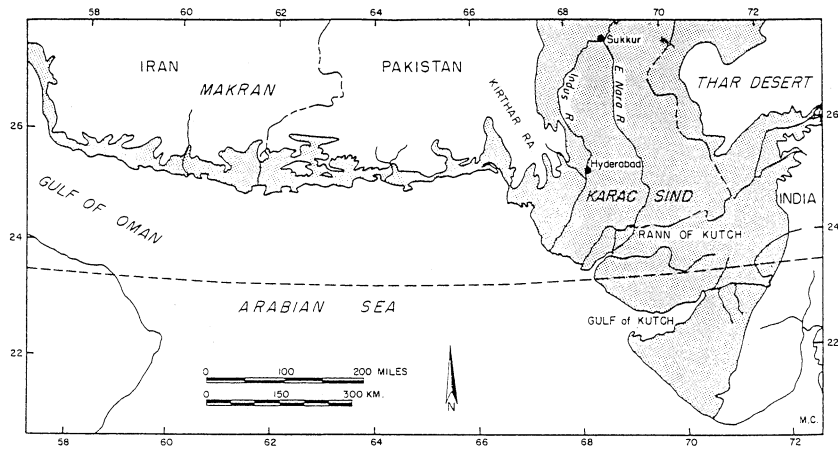 58 60 62 64 66 68 70 72
Sukkur
IRAN
PAKISTAN
MAKRAN
THAR DESERT
KIRTHAR RA
Indus R
E Nara R
26 26
Hyderabad
KARAC SIND
INDIA
GULF OF OMAN
24 24
RANN OF KUTCH
ARABIAN SEA
GULF of KUTCH
22 22
0 100 200 MILES
0 150 300 KM.
N
M.C.
58 60 62 64 66 68 70 72